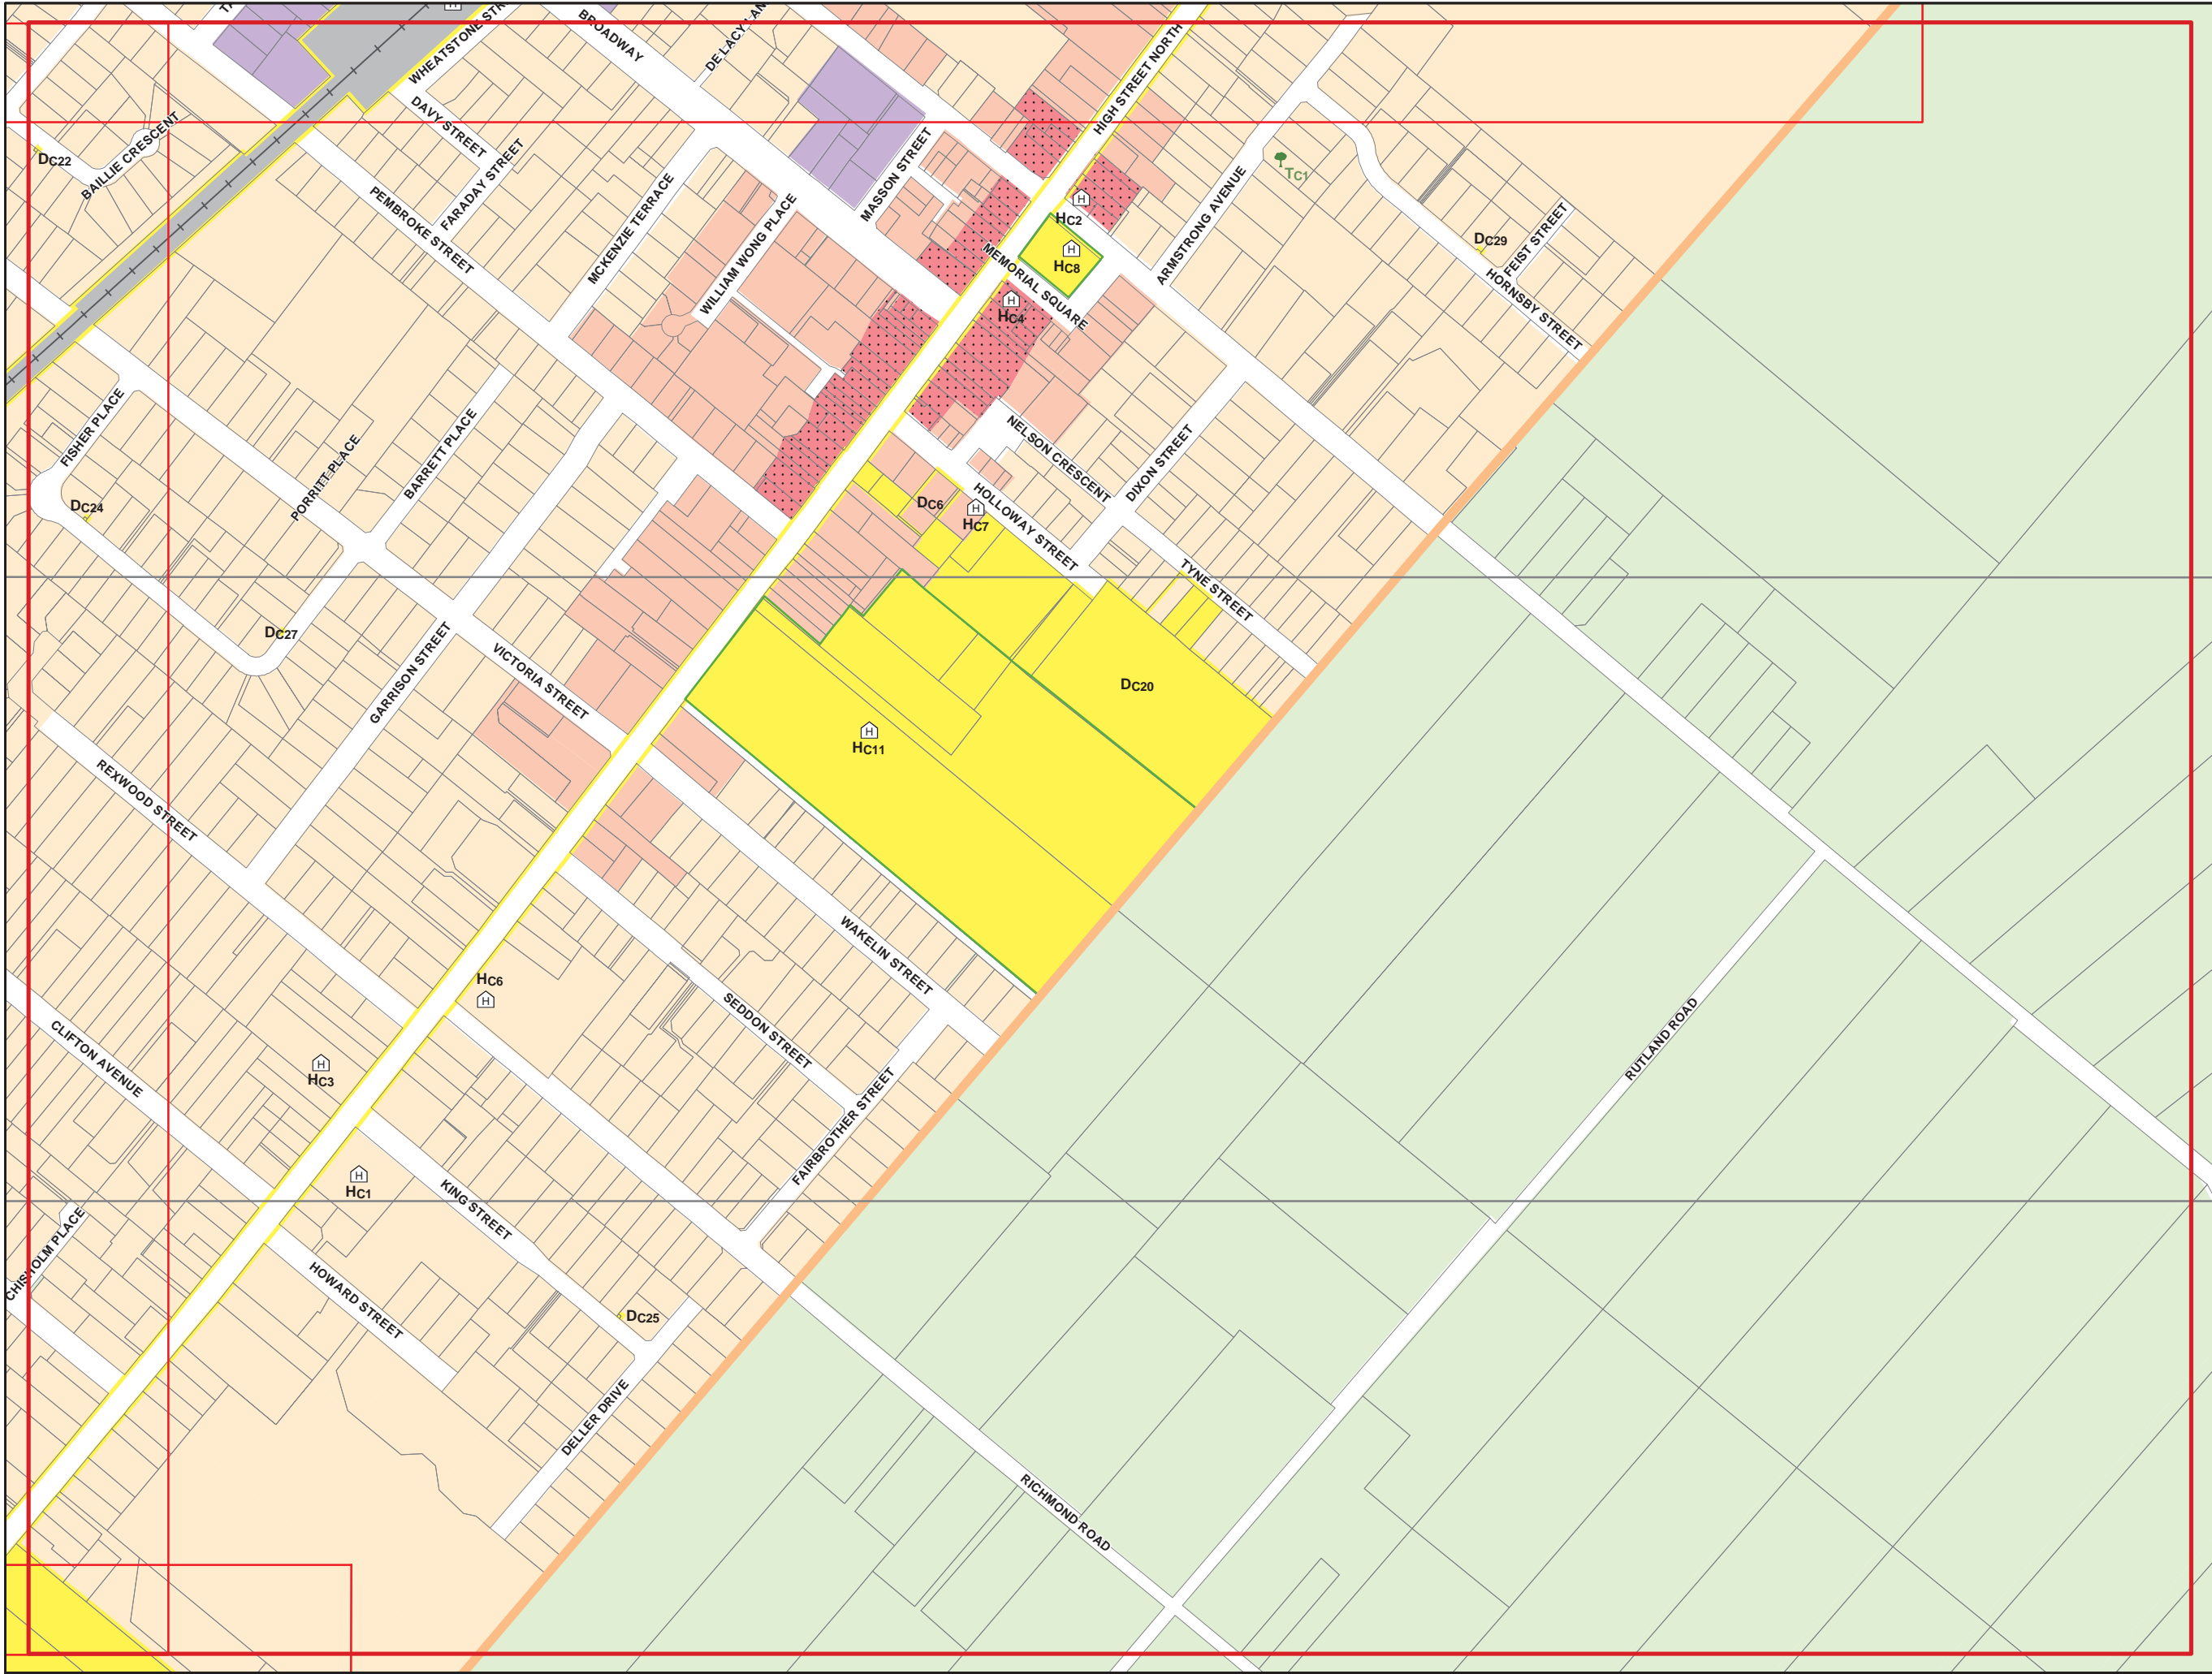 WHEATSTONE STR
BROADWAY
DE LACY LAN
HIGH STREET NORTH
DAVY STREET
FARADAY STREET
BAILLIE CRESCENT
DC22
MASSON STREET
TC1
PEMBROKE STREET
MCKENZIE TERRACE
WILLIAM WONG PLACE
H
HC2
H
HC8
MEMORIAL SQUARE
ARMSTRONG AVENUE
DC29
FEIST STREET
HORNSBY STREET
H
HC4
FISHER PLACE
PORRITT PLACE
BARRETT PLACE
NELSON CRESCENT
DIXON STREET
DC24
DC6
H
HC7
HOLLOWAY STREET
TYNE STREET
DC27
GARRISON STREET
VICTORIA STREET
DC20
H
HC11
REXWOOD STREET
WAKELIN STREET
HC6
H
SEDDON STREET
CLIFTON AVENUE
H
HC3
RUTLAND ROAD
FAIRBROTHER STREET
H
HC1
KING STREET
CHISHOLM PLACE
HOWARD STREET
DC25
DELLER DRIVE
RICHMOND ROAD